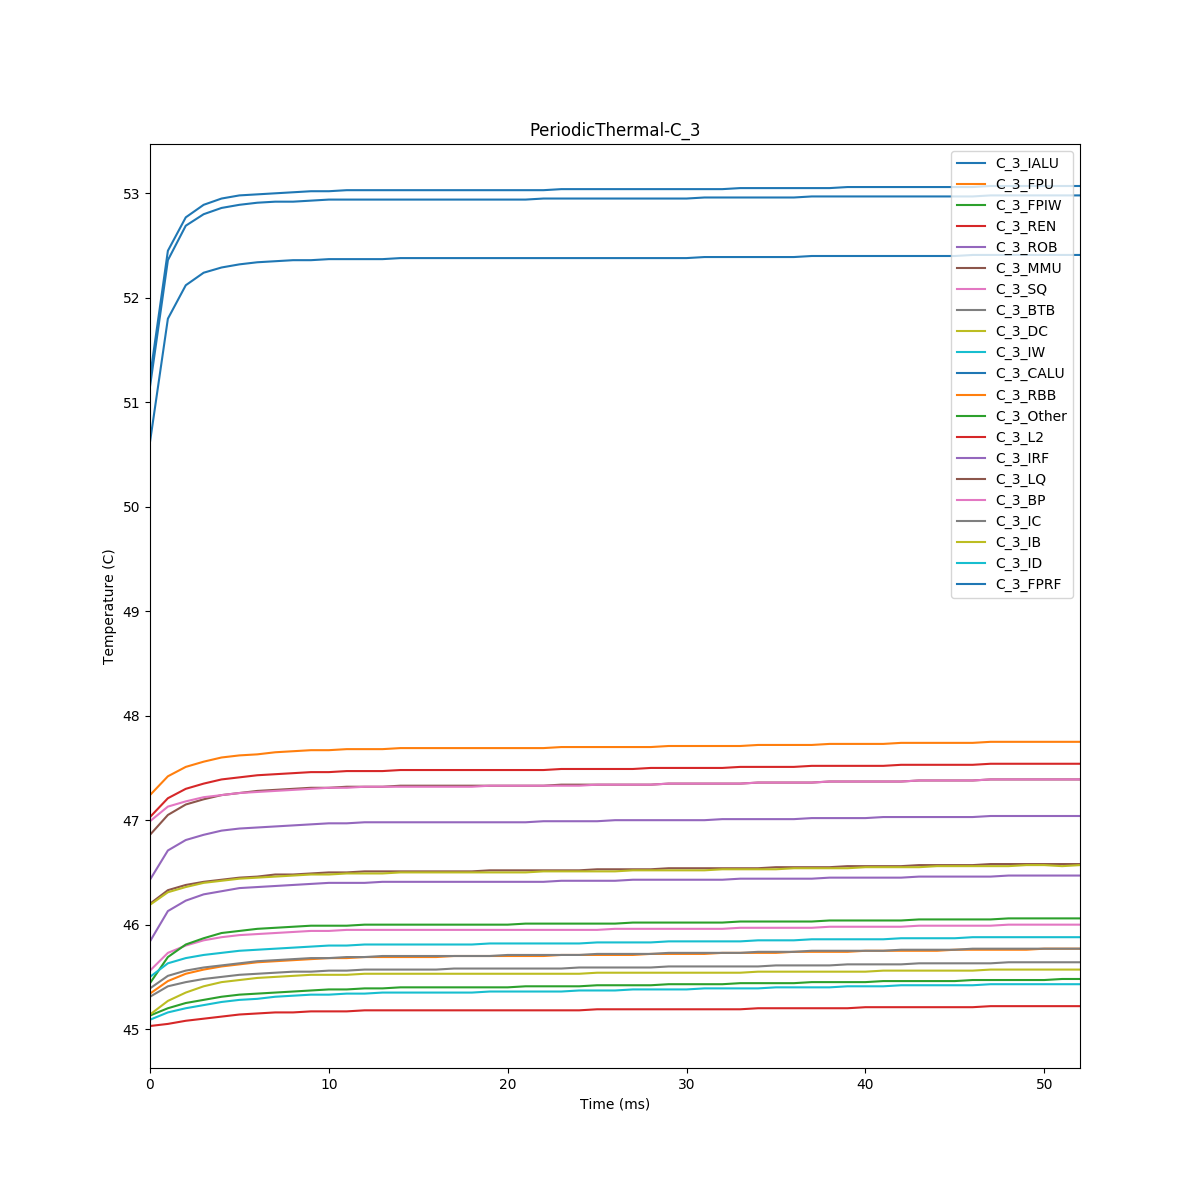 PeriodicThermal-C_3
53
52
51
50
49
48
47
46
45
Temperature (C)
0 10 20 30 40 50
Time (ms)
C_3_IALU
C_3_FPU
C_3_FPIW
C_3_REN
C_3_ROB
C_3_MMU
C_3_SQ
C_3_BTB
C_3_DC
C_3_IW
C_3_CALU
C_3_RBB
C_3_Other
C_3_L2
C_3_IRF
C_3_LQ
C_3_BP
C_3_IC
C_3_IB
C_3_ID
C_3_FPRF